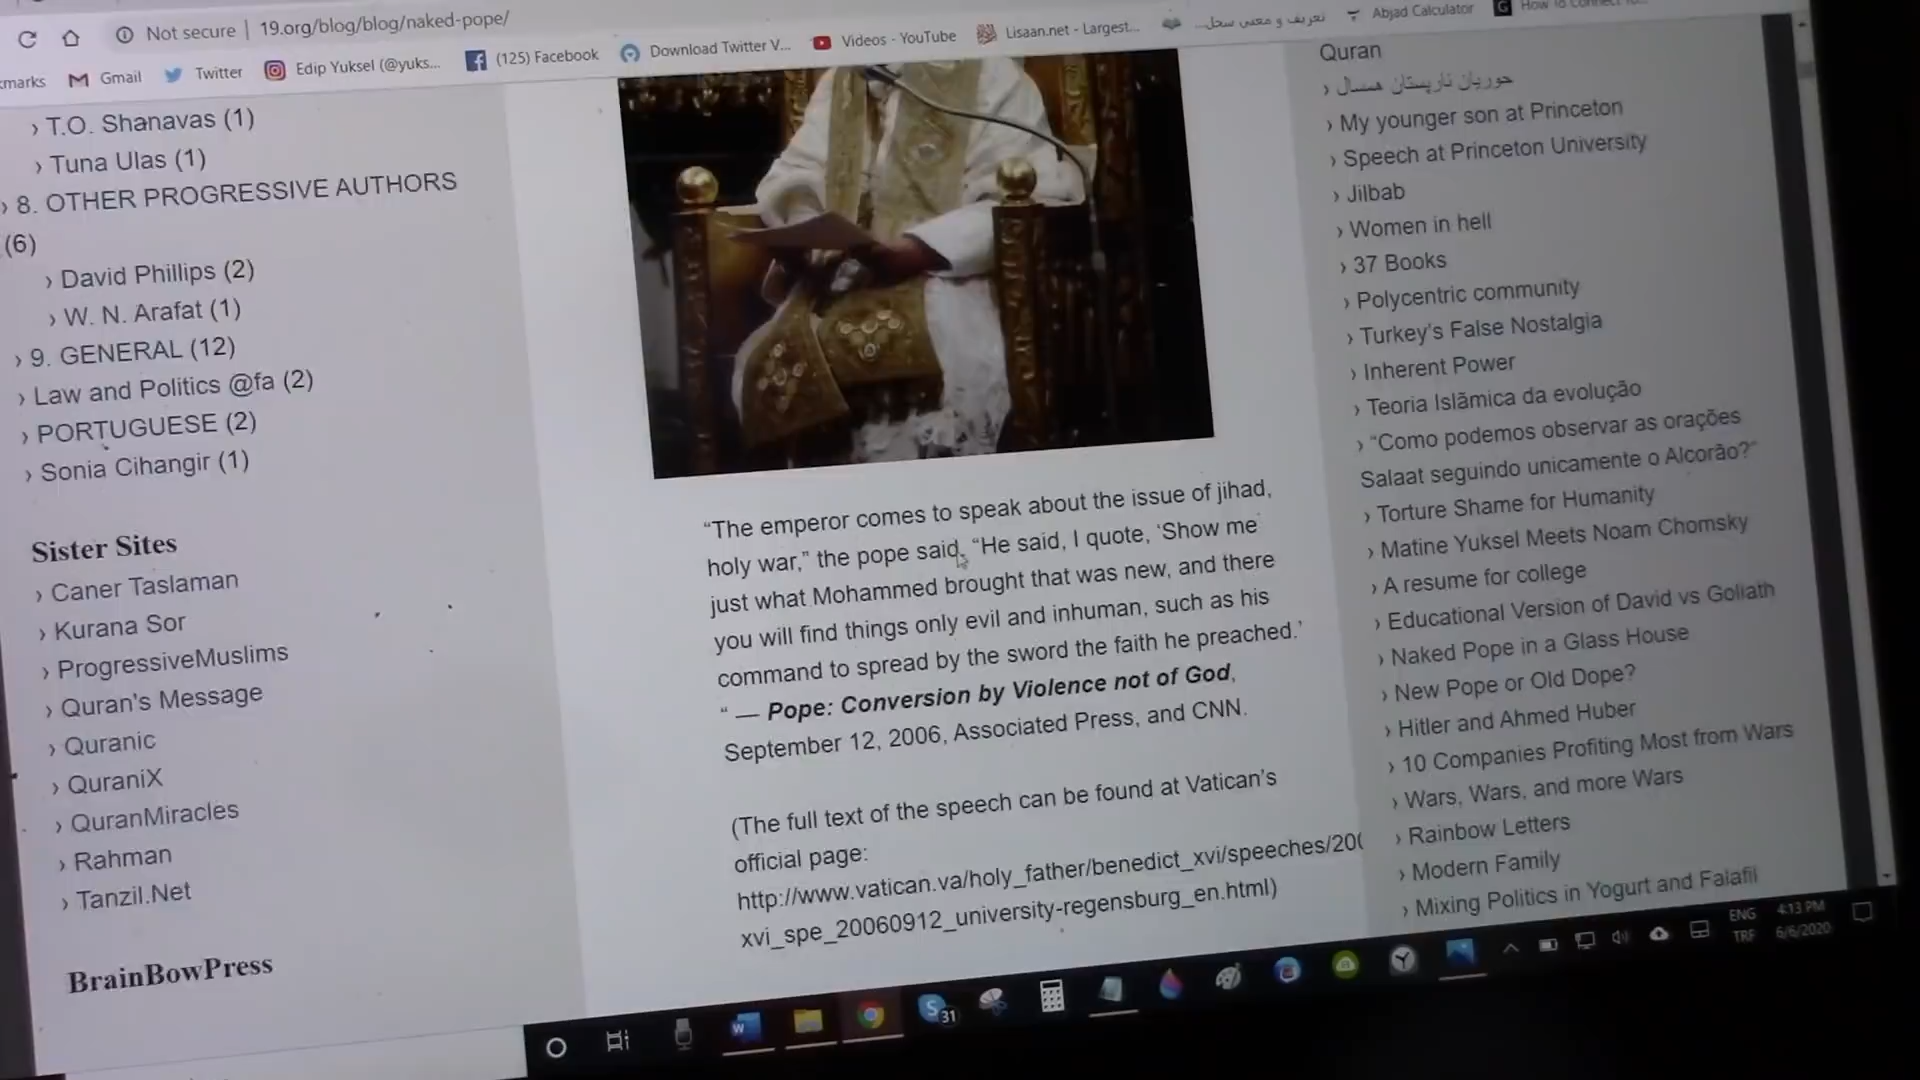 Not secure | 19.org/blog/blog/naked-pope/
kmarks
Gmail
Twitter
Edip Yuksel (@yuks...
(125) Facebook
Download Twitter V...
Videos - YouTube
Lisaan.net - Largest...
تعریف و معنی سجل...
Abjad Calculator
› T.O. Shanavas (1)
› Tuna Ulas (1)
› 8. OTHER PROGRESSIVE AUTHORS
(6)
› David Phillips (2)
› W. N. Arafat (1)
› 9. GENERAL (12)
› Law and Politics @fa (2)
› PORTUGUESE (2)
› Sonia Cihangir (1)
Sister Sites
› Caner Taslaman
› Kurana Sor
› ProgressiveMuslims
› Quran's Message
› Quranic
› QuraniX
› QuranMiracles
› Rahman
› Tanzil.Net
BrainBowPress
“The emperor comes to speak about the issue of jihad,
holy war,” the pope said. “He said, I quote, ‘Show me
just what Mohammed brought that was new, and there
you will find things only evil and inhuman, such as his
command to spread by the sword the faith he preached.’
“ — Pope: Conversion by Violence not of God,
September 12, 2006, Associated Press, and CNN.
(The full text of the speech can be found at Vatican’s
official page:
http://www.vatican.va/holy_father/benedict_xvi/speeches/200
xvi_spe_20060912_university-regensburg_en.html)
Quran
› حوریان نارپستان همسال
› My younger son at Princeton
› Speech at Princeton University
› Jilbab
› Women in hell
› 37 Books
› Polycentric community
› Turkey’s False Nostalgia
› Inherent Power
› Teoria Islãmica da evolução
› “Como podemos observar as orações
Salaat seguindo unicamente o Alcorão?”
› Torture Shame for Humanity
› Matine Yuksel Meets Noam Chomsky
› A resume for college
› Educational Version of David vs Goliath
› Naked Pope in a Glass House
› New Pope or Old Dope?
› Hitler and Ahmed Huber
› 10 Companies Profiting Most from Wars
› Wars, Wars, and more Wars
› Rainbow Letters
› Modern Family
› Mixing Politics in Yogurt and Falafil
31
ENG
TRF
4:13 PM
6/6/2020